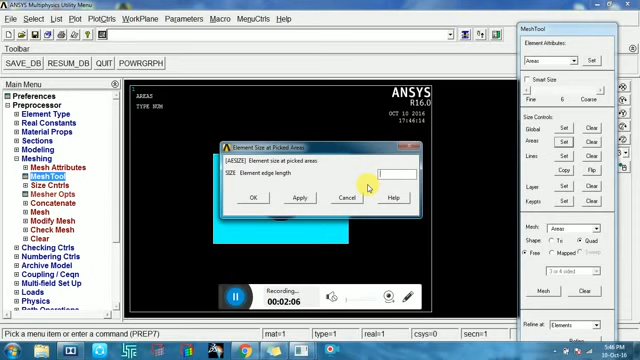 ANSYS Multiphysics Utility Menu
File Select List Plot PlotCtrls WorkPlane Parameters Macro MenuCtrls Help
Toolbar
SAVE_DB RESUM_DB QUIT POWRGRPH
Main Menu
Preferences
Preprocessor
Element Type
Real Constants
Material Props
Sections
Modeling
Meshing
Mesh Attributes
MeshTool
Size Cntrls
Mesher Opts
Concatenate
Mesh
Modify Mesh
Check Mesh
Clear
Checking Ctrls
Numbering Ctrls
Archive Model
Coupling / Ceqn
Multi-field Set Up
Loads
Physics
Path Operations
1
AREAS
TYPE NUM
ANSYS
R16.0
OCT 10 2016
17:46:14
Element Size at Picked Areas
[AESIZE] Element size at picked areas
SIZE Element edge length
OK Apply Cancel Help
Recording...
00:02:06
MeshTool
Element Attributes:
Areas Set
Smart Size
Fine 6 Coarse
Size Controls:
Global Set Clear
Areas Set Clear
Lines Set Clear
Copy Flip
Layer Set Clear
Keypts Set Clear
Mesh: Areas
Shape: Tri Quad
Free Mapped Sweep
3 or 4 sided
Mesh Clear
Refine at: Elements
Refine
Pick a menu item or enter a command (PREP7)
mat=1 type=1 real=1 csys=0 secn=1
5:46 PM
10-Oct-16